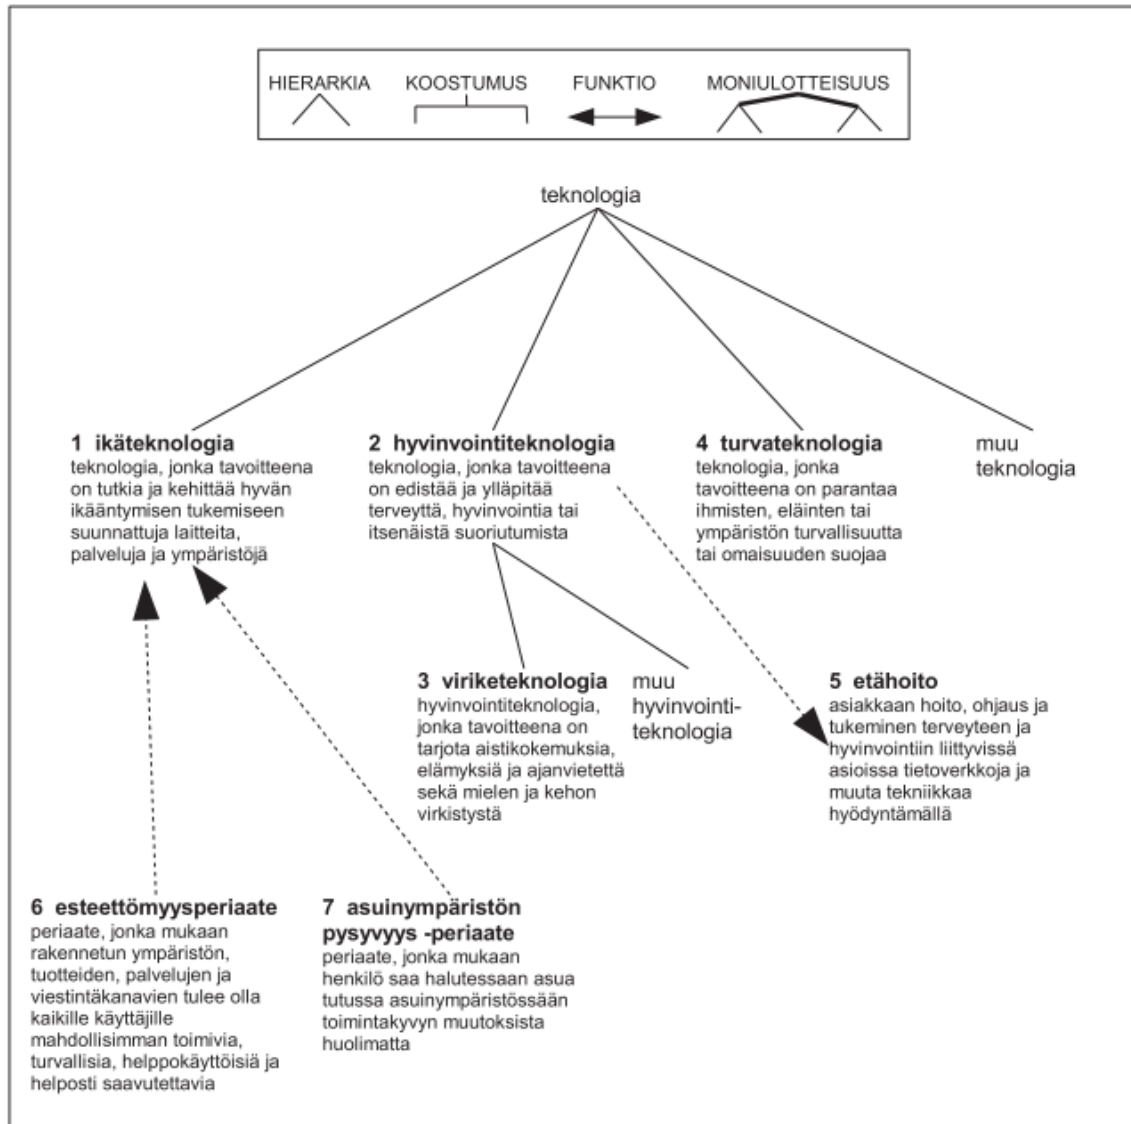 HIERARKIA KOOSTUMUS FUNKTIO MONIULOTTEISUUS
teknologia
1 ikäteknologia
teknologia, jonka tavoitteena
on tutkia ja kehittää hyvän
ikääntymisen tukemiseen
suunnattuja laitteita,
palveluja ja ympäristöjä
2 hyvinvointiteknologia
teknologia, jonka tavoitteena
on edistää ja ylläpitää
terveyttä, hyvinvointia tai
itsenäistä suoriutumista
4 turvateknologia
teknologia, jonka
tavoitteena on parantaa
ihmisten, eläinten tai
ympäristön turvallisuutta
tai omaisuuden suojaa
muu
teknologia
3 viriketeknologia
hyvinvointiteknologia,
jonka tavoitteena on
tarjota aistikokemuksia,
elämyksiä ja ajanvietettä
sekä mielen ja kehon
virkistystä
muu
hyvinvointi-
teknologia
5 etähoito
asiakkaan hoito, ohjaus ja
tukeminen terveyteen ja
hyvinvointiin liittyvissä
asioissa tietoverkkoja ja
muuta tekniikkaa
hyödyntämällä
6 esteettömyysperiaate
periaate, jonka mukaan
rakennetun ympäristön,
tuotteiden, palvelujen ja
viestintäkanavien tulee olla
kaikille käyttäjille
mahdollisimman toimivia,
turvallisia, helppokäyttöisiä ja
helposti saavutettavia
7 asuinympäristön
pysyvyys -periaate
periaate, jonka mukaan
henkilö saa halutessaan asua
tutussa asuinympäristössään
toimintakyvyn muutoksista
huolimatta